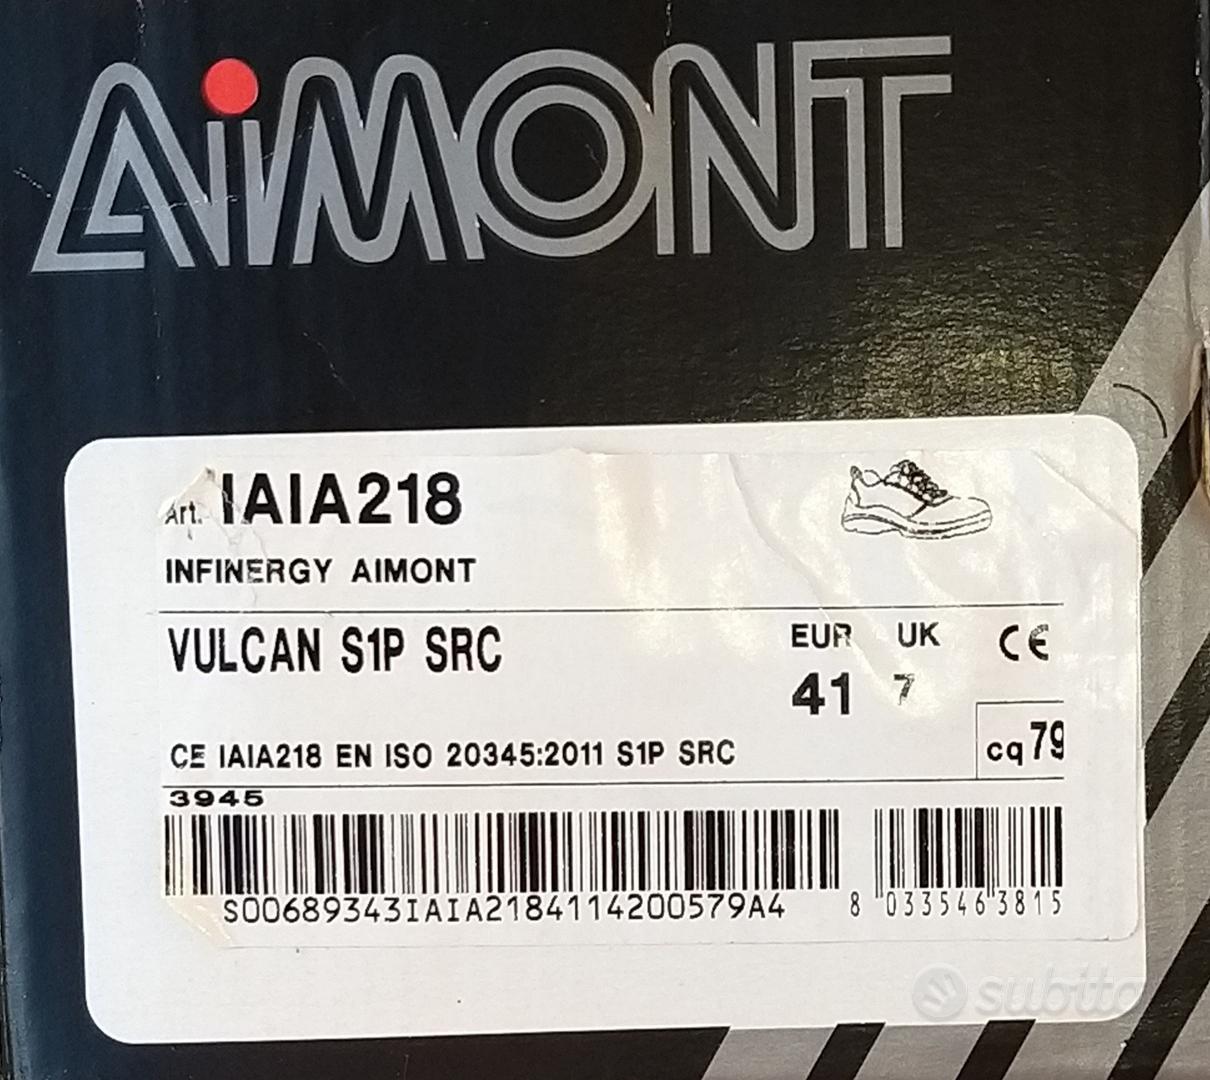 AiMONT
Art. IAIA218
INFINERGY AIMONT
VULCAN S1P SRC
EUR UK CE
41 7
CE IAIA218 EN ISO 20345:2011 S1P SRC
cq 79
3945
S00689343IAIA2184114200579A4
8 033546 3815
subito